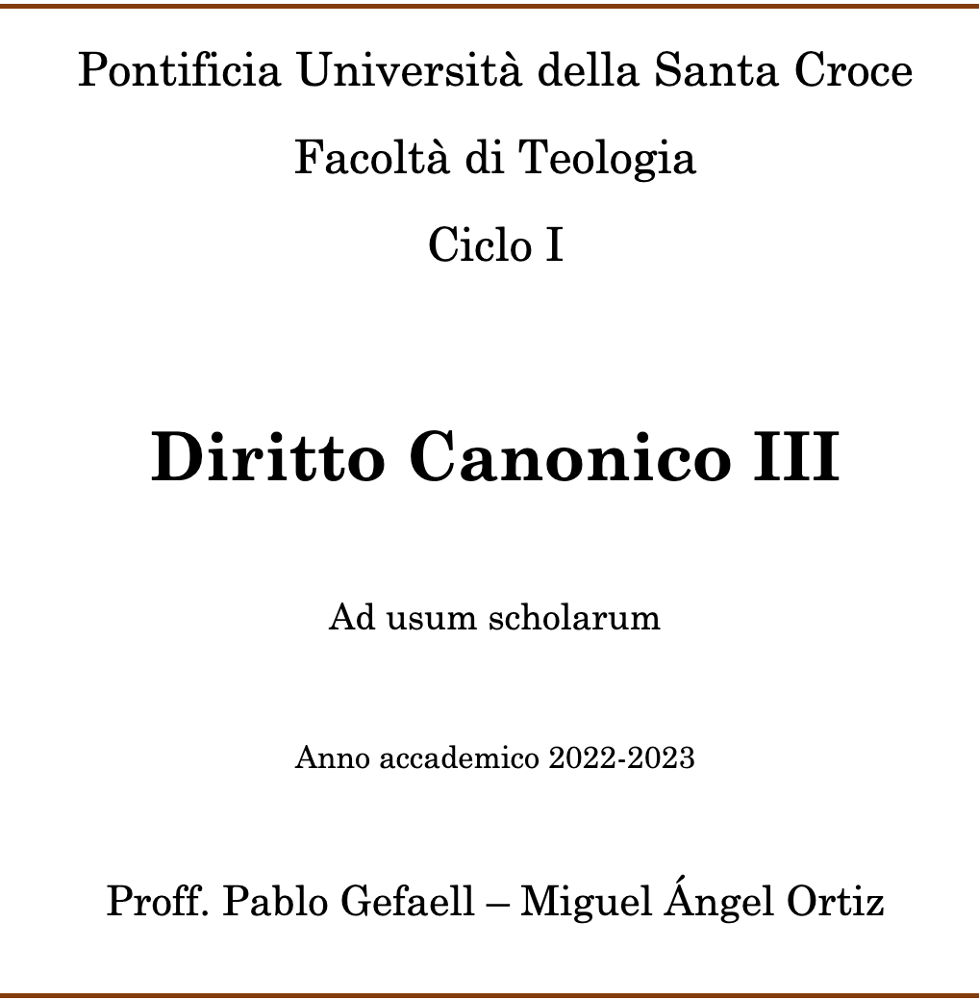 Pontificia Università della Santa Croce
Facoltà di Teologia
Ciclo I
Diritto Canonico III
Ad usum scholarum
Anno accademico 2022-2023
Proff. Pablo Gefaell – Miguel Ángel Ortiz